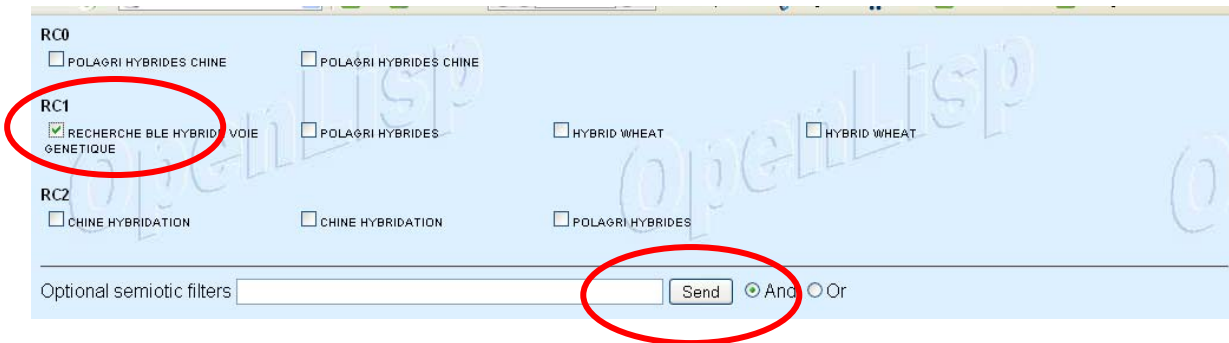 RC0
POLAGRI HYBRIDES CHINE POLAGRI HYBRIDES CHINE
RC1
RECHERCHE BLE HYBRIDE VOIE GENETIQUE POLAGRI HYBRIDES HYBRID WHEAT HYBRID WHEAT
RC2
CHINE HYBRIDATION CHINE HYBRIDATION POLAGRI HYBRIDES
Optional semiotic filters Send And Or
OpenLisp
OpenLisp